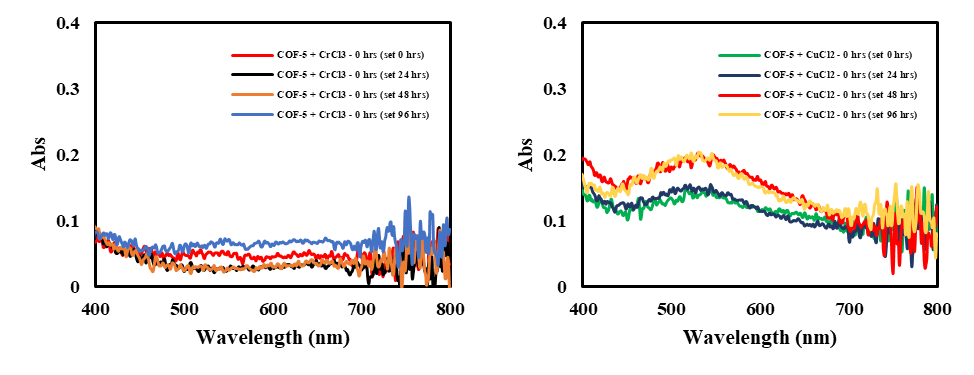 0.4
0.3
0.2
0.1
0
Abs
COF-5 + CrCl3 - 0 hrs (set 0 hrs)
COF-5 + CrCl3 - 0 hrs (set 24 hrs)
COF-5 + CrCl3 - 0 hrs (set 48 hrs)
COF-5 + CrCl3 - 0 hrs (set 96 hrs)
400 500 600 700 800
Wavelength (nm)
0.4
0.3
0.2
0.1
0
Abs
COF-5 + CuCl2 - 0 hrs (set 0 hrs)
COF-5 + CuCl2 - 0 hrs (set 24 hrs)
COF-5 + CuCl2 - 0 hrs (set 48 hrs)
COF-5 + CuCl2 - 0 hrs (set 96 hrs)
400 500 600 700 800
Wavelength (nm)